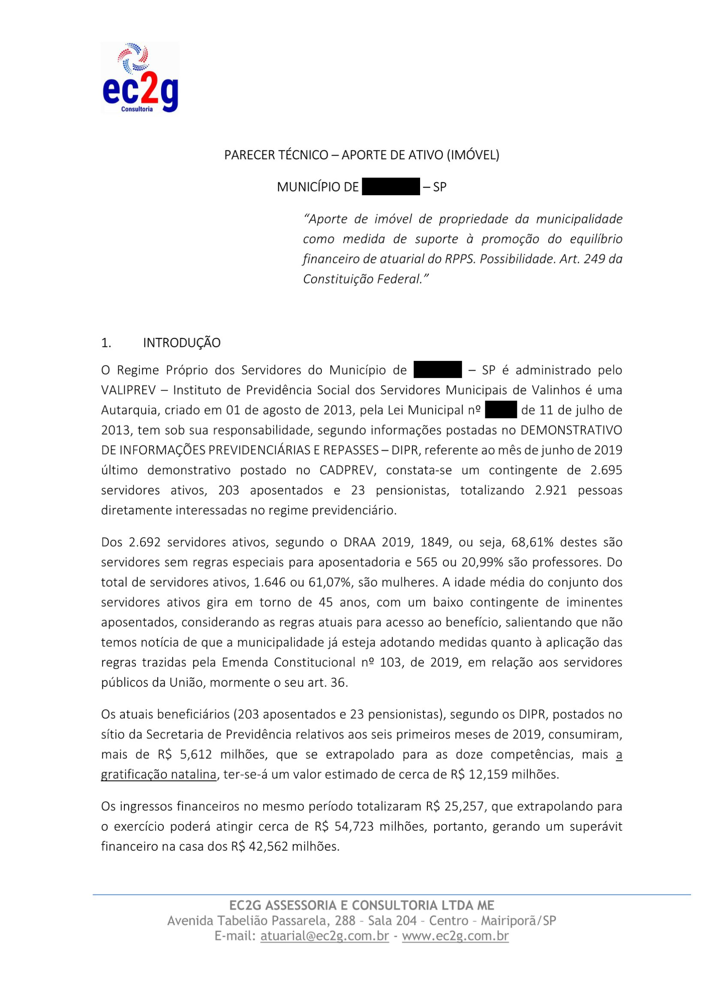 ec2g
Consultoria
PARECER TÉCNICO – APORTE DE ATIVO (IMÓVEL)
MUNICÍPIO DE – SP
“Aporte de imóvel de propriedade da municipalidade
como medida de suporte à promoção do equilíbrio
financeiro de atuarial do RPPS. Possibilidade. Art. 249 da
Constituição Federal.”
1. INTRODUÇÃO
O Regime Próprio dos Servidores do Município de – SP é administrado pelo
VALIPREV – Instituto de Previdência Social dos Servidores Municipais de Valinhos é uma
Autarquia, criado em 01 de agosto de 2013, pela Lei Municipal nº de 11 de julho de
2013, tem sob sua responsabilidade, segundo informações postadas no DEMONSTRATIVO
DE INFORMAÇÕES PREVIDENCIÁRIAS E REPASSES – DIPR, referente ao mês de junho de 2019
último demonstrativo postado no CADPREV, constata-se um contingente de 2.695
servidores ativos, 203 aposentados e 23 pensionistas, totalizando 2.921 pessoas
diretamente interessadas no regime previdenciário.
Dos 2.692 servidores ativos, segundo o DRAA 2019, 1849, ou seja, 68,61% destes são
servidores sem regras especiais para aposentadoria e 565 ou 20,99% são professores. Do
total de servidores ativos, 1.646 ou 61,07%, são mulheres. A idade média do conjunto dos
servidores ativos gira em torno de 45 anos, com um baixo contingente de iminentes
aposentados, considerando as regras atuais para acesso ao benefício, salientando que não
temos notícia de que a municipalidade já esteja adotando medidas quanto à aplicação das
regras trazidas pela Emenda Constitucional nº 103, de 2019, em relação aos servidores
públicos da União, mormente o seu art. 36.
Os atuais beneficiários (203 aposentados e 23 pensionistas), segundo os DIPR, postados no
sítio da Secretaria de Previdência relativos aos seis primeiros meses de 2019, consumiram,
mais de R$ 5,612 milhões, que se extrapolado para as doze competências, mais a
gratificação natalina, ter-se-á um valor estimado de cerca de R$ 12,159 milhões.
Os ingressos financeiros no mesmo período totalizaram R$ 25,257, que extrapolando para
o exercício poderá atingir cerca de R$ 54,723 milhões, portanto, gerando um superávit
financeiro na casa dos R$ 42,562 milhões.
EC2G ASSESSORIA E CONSULTORIA LTDA ME
Avenida Tabelião Passarela, 288 – Sala 204 – Centro – Mairiporã/SP
E-mail: atuarial@ec2g.com.br - www.ec2g.com.br